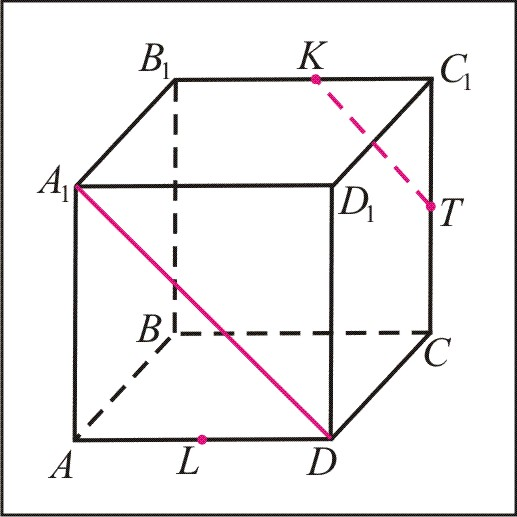 B₁ K C₁
A₁ D₁ T
B C
A L D